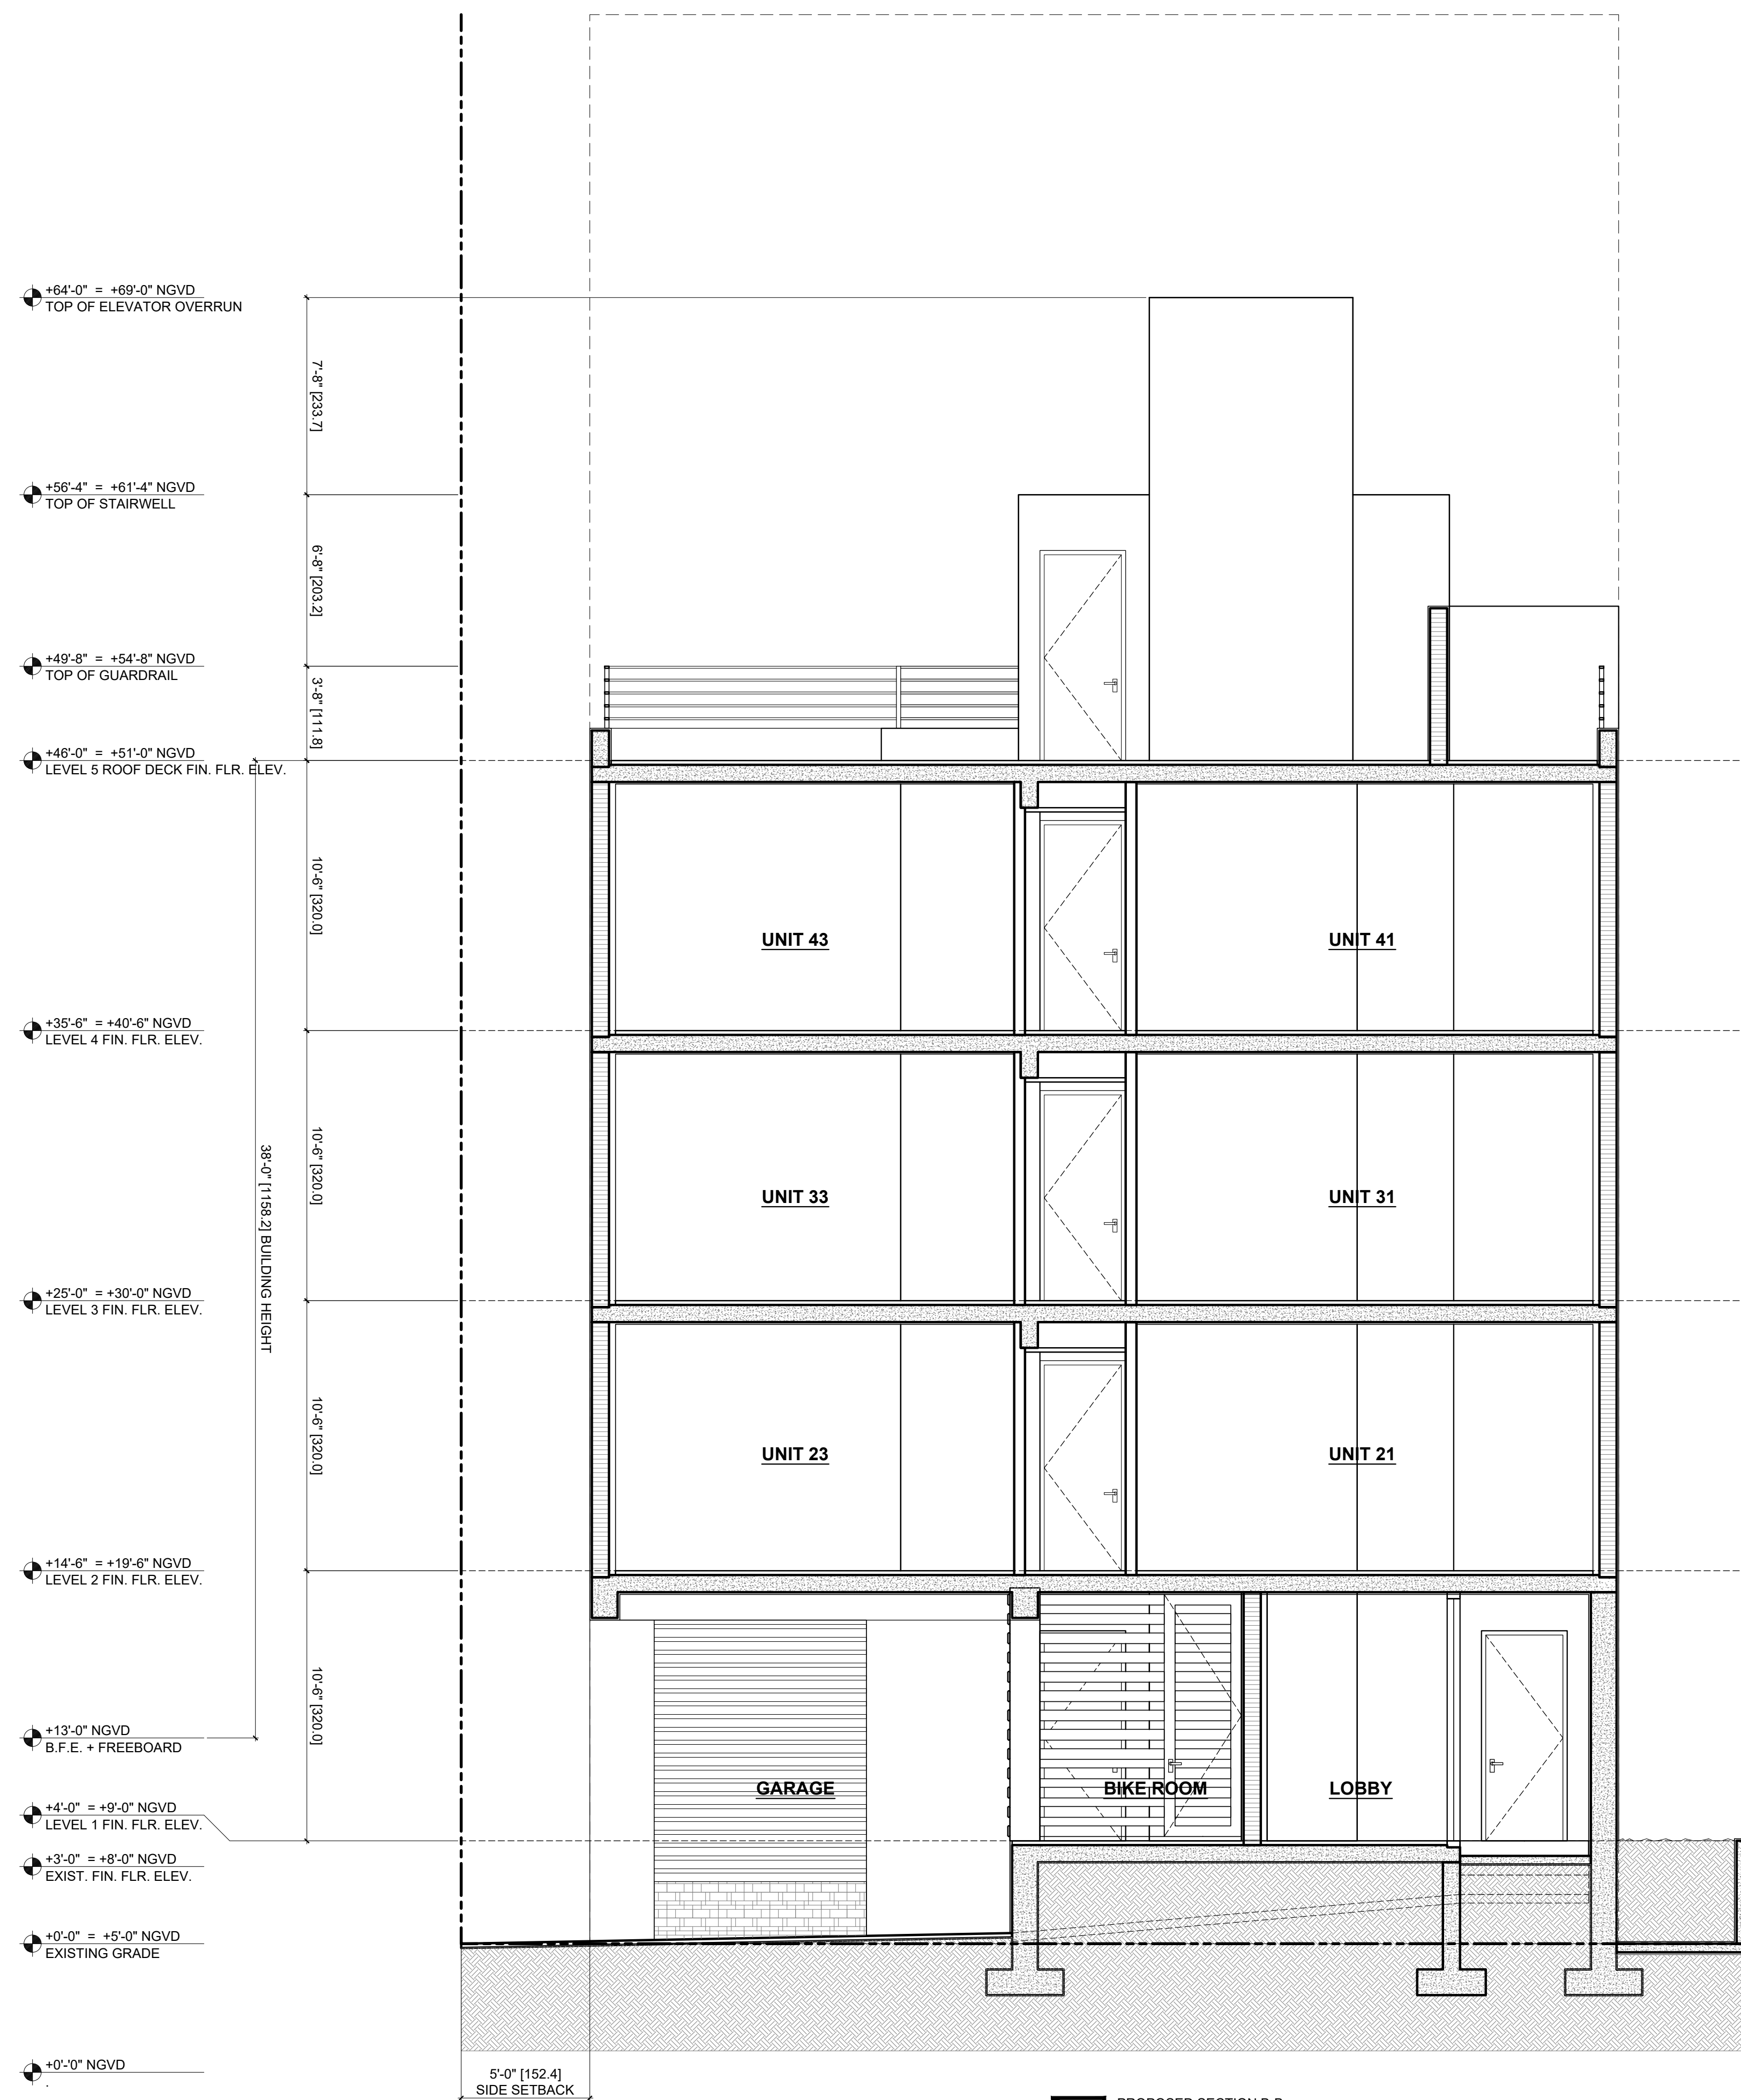 +64'-0" = +69'-0" NGVD
TOP OF ELEVATOR OVERRUN
7'-8" [233.7]
+56'-4" = +61'-4" NGVD
TOP OF STAIRWELL
6'-8" [203.2]
+49'-8" = +54'-8" NGVD
TOP OF GUARDRAIL
3'-8" [111.8]
+46'-0" = +51'-0" NGVD
LEVEL 5 ROOF DECK FIN. FLR. ELEV.
10'-6" [320.0]
UNIT 43
UNIT 41
+35'-6" = +40'-6" NGVD
LEVEL 4 FIN. FLR. ELEV.
10'-6" [320.0]
38'-0" [1158.2] BUILDING HEIGHT
UNIT 33
UNIT 31
+25'-0" = +30'-0" NGVD
LEVEL 3 FIN. FLR. ELEV.
10'-6" [320.0]
UNIT 23
UNIT 21
+14'-6" = +19'-6" NGVD
LEVEL 2 FIN. FLR. ELEV.
10'-6" [320.0]
+13'-0" NGVD
B.F.E. + FREEBOARD
GARAGE
BIKE ROOM
LOBBY
+4'-0" = +9'-0" NGVD
LEVEL 1 FIN. FLR. ELEV.
+3'-0" = +8'-0" NGVD
EXIST. FIN. FLR. ELEV.
+0'-0" = +5'-0" NGVD
EXISTING GRADE
+0'-'0" NGVD
.
5'-0" [152.4]
SIDE SETBACK